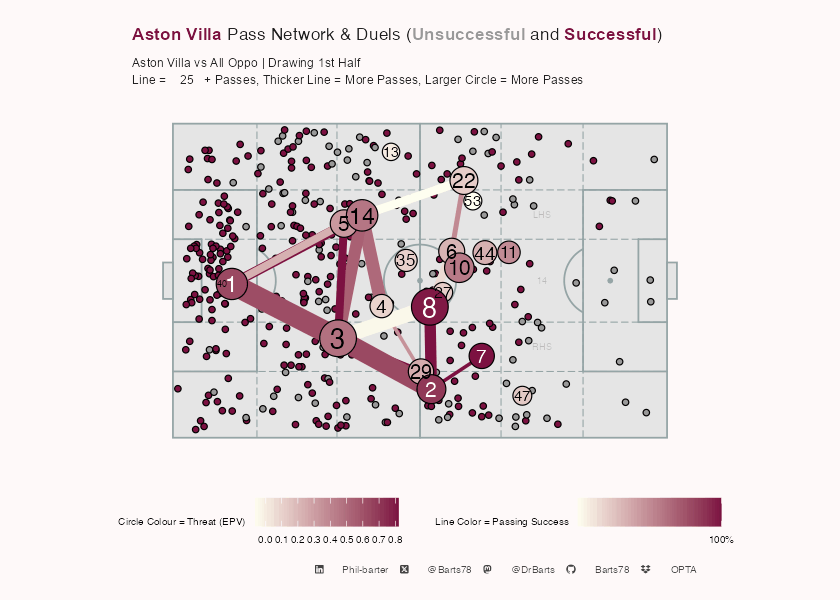 Aston Villa Pass Network & Duels (Unsuccessful and Successful)
Aston Villa vs All Oppo | Drawing 1st Half
Line = 25 + Passes, Thicker Line = More Passes, Larger Circle = More Passes
13
22
53
5 14
LHS
6 44 11
35
10
14
1
4
8
3
RHS
7
29
2
47
Circle Colour = Threat (EPV)
Line Color = Passing Success
0.0 0.1 0.2 0.3 0.4 0.5 0.6 0.7 0.8
100%
Phil-barter @Barts78 @DrBarts Barts78 OPTA